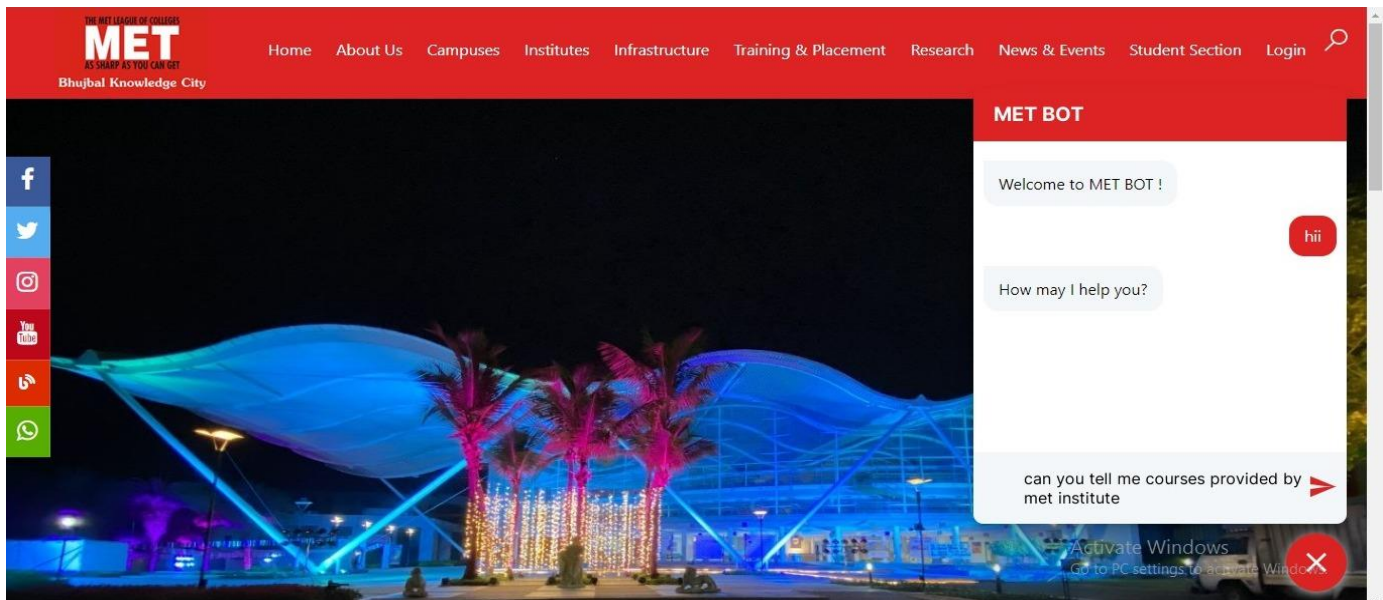 THE MET LEAGUE OF COLLEGES
MET
AS SHARP AS YOU CAN GET
Bhujbal Knowledge City
Home About Us Campuses Institutes Infrastructure Training & Placement Research News & Events Student Section Login
MET BOT
Welcome to MET BOT !
hii
How may I help you?
can you tell me courses provided by
met institute
f
You
Tube
Activate Windows
Go to PC settings to activate Windows.